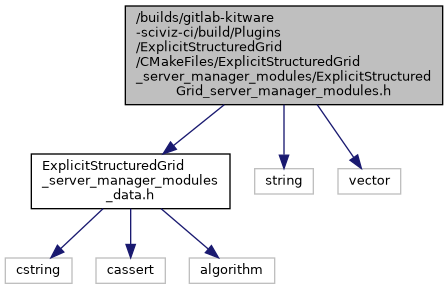 /builds/gitlab-kitware
-sciviz-ci/build/Plugins
/ExplicitStructuredGrid
/CMakeFiles/ExplicitStructuredGrid
_server_manager_modules/ExplicitStructured
Grid_server_manager_modules.h
ExplicitStructuredGrid
_server_manager_modules
_data.h
string
vector
cstring
cassert
algorithm